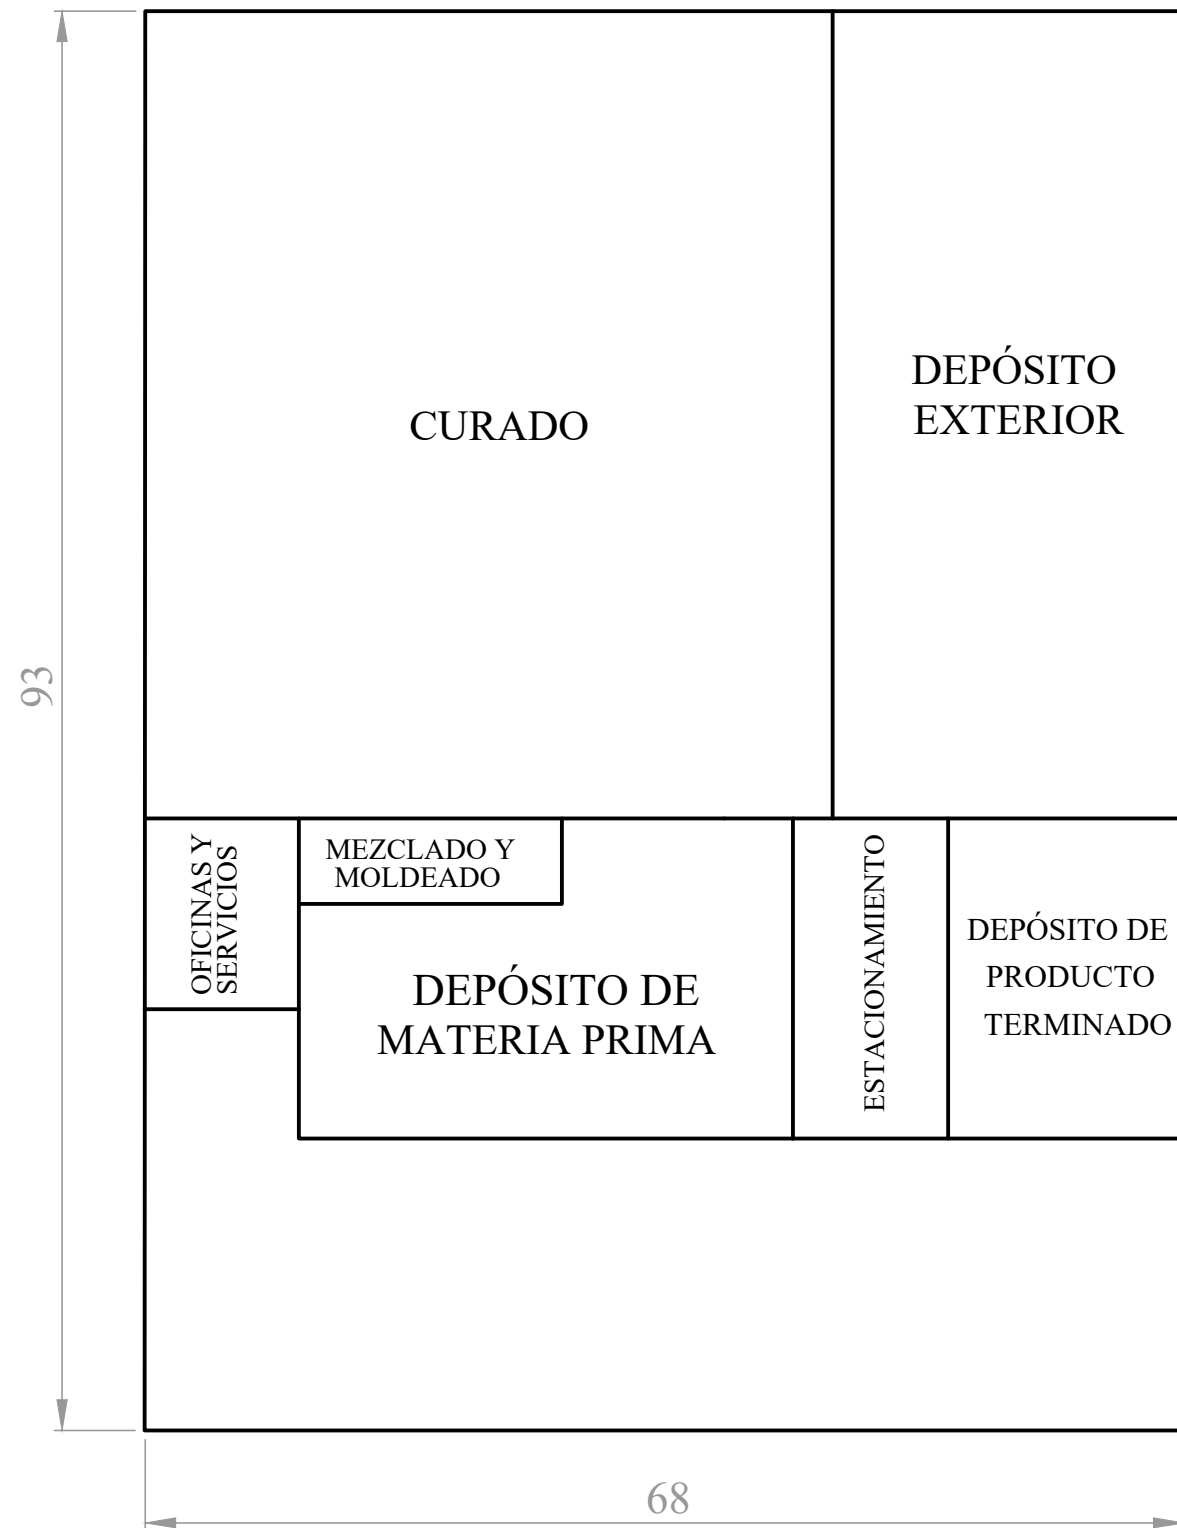 CURADO
DEPÓSITO
EXTERIOR
93
OFICINAS Y
SERVICIOS
MEZCLADO Y
MOLDEADO
DEPÓSITO DE
MATERIA PRIMA
ESTACIONAMIENTO
DEPÓSITO DE
PRODUCTO
TERMINADO
68